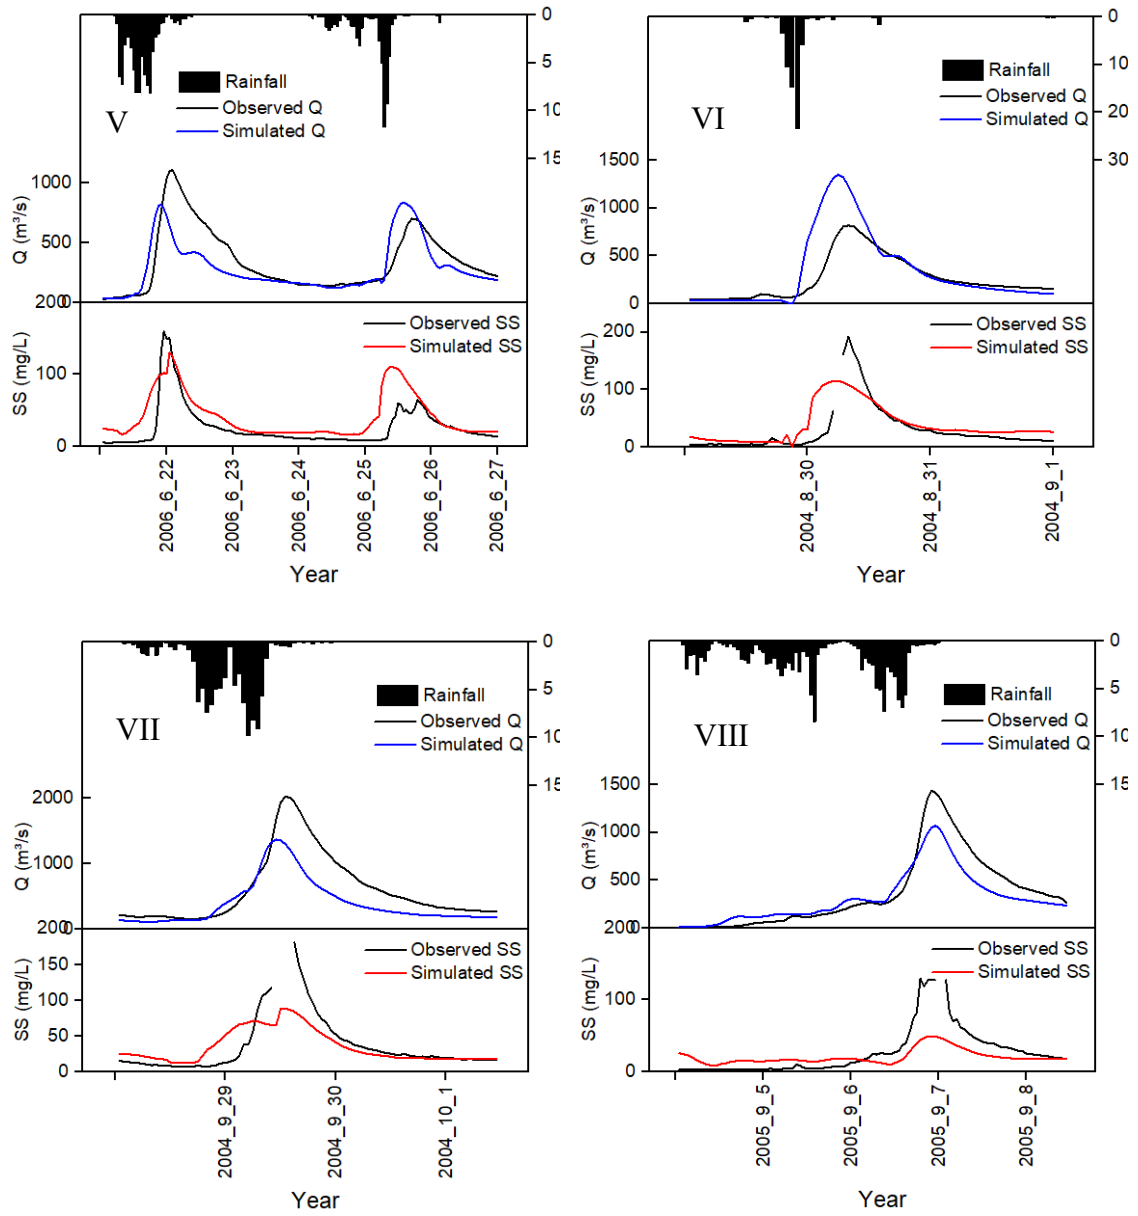 0
5
10
15
Rainfall
Observed Q
Simulated Q
V
1000
500
200
0
Q (m³/s)
Observed SS
Simulated SS
100
0
SS (mg/L)
2006_6_22
2006_6_23
2006_6_24
2006_6_25
2006_6_26
2006_6_27
Year
0
10
20
30
Rainfall
Observed Q
Simulated Q
VI
1500
1000
500
0
Q (m³/s)
Observed SS
Simulated SS
200
100
0
SS (mg/L)
2004_8_30
2004_8_31
2004_9_1
Year
0
5
10
15
Rainfall
Observed Q
Simulated Q
VII
2000
1000
200
0
Q (m³/s)
Observed SS
Simulated SS
150
100
50
0
SS (mg/L)
2004_9_29
2004_9_30
2004_10_1
Year
0
5
10
15
Rainfall
Observed Q
Simulated Q
VIII
1500
1000
500
200
0
Q (m³/s)
Observed SS
Simulated SS
100
0
SS (mg/L)
2005_9_5
2005_9_6
2005_9_7
2005_9_8
Year